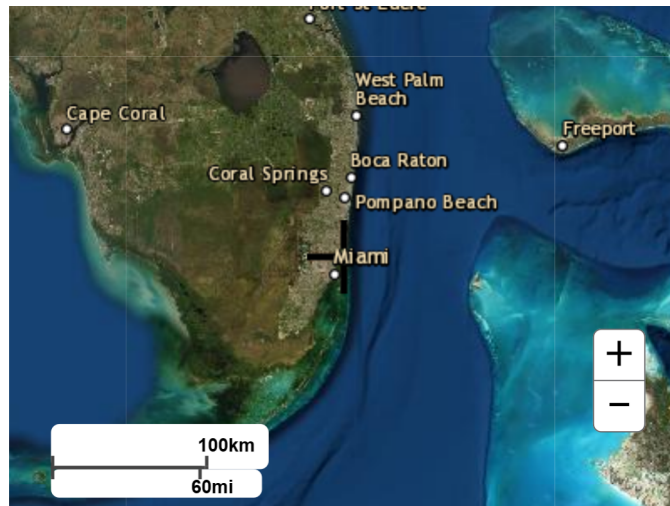 West Palm
Beach
Cape Coral
Freeport
Boca Raton
Coral Springs
Pompano Beach
Miami
+
−
100km
60mi